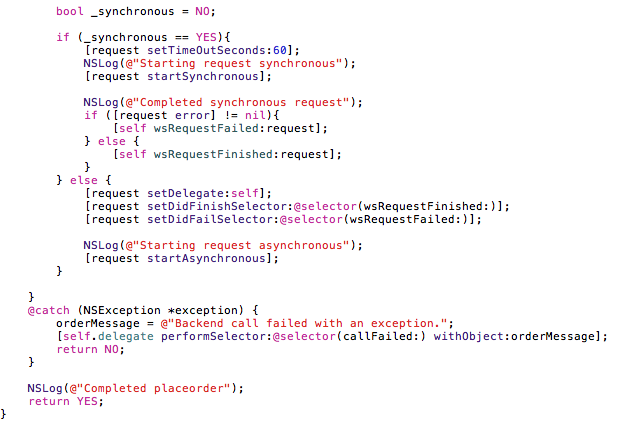 bool _synchronous = NO;
if (_synchronous == YES){
[request setTimeOutSeconds:60];
NSLog(@"Starting request synchronous");
[request startSynchronous];
NSLog(@"Completed synchronous request");
if ([request error] != nil){
[self wsRequestFailed:request];
} else {
[self wsRequestFinished:request];
}
} else {
[request setDelegate:self];
[request setDidFinishSelector:@selector(wsRequestFinished:)];
[request setDidFailSelector:@selector(wsRequestFailed:)];
NSLog(@"Starting request asynchronous");
[request startAsynchronous];
}
}
@catch (NSException *exception) {
orderMessage = @"Backend call failed with an exception.";
[self.delegate performSelector:@selector(callFailed:) withObject:orderMessage];
return NO;
}
NSLog(@"Completed placeorder");
return YES;
}